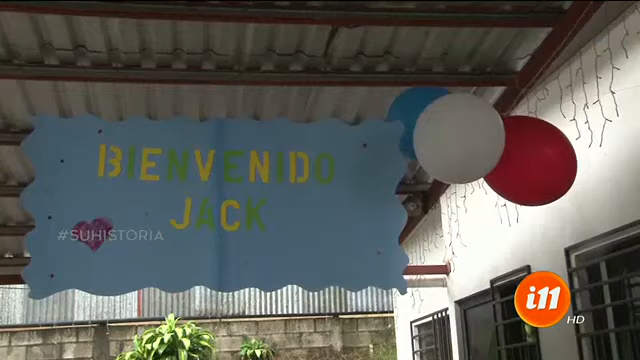 BIENVENIDO
JACK
#SUHISTORIA
i11
HD